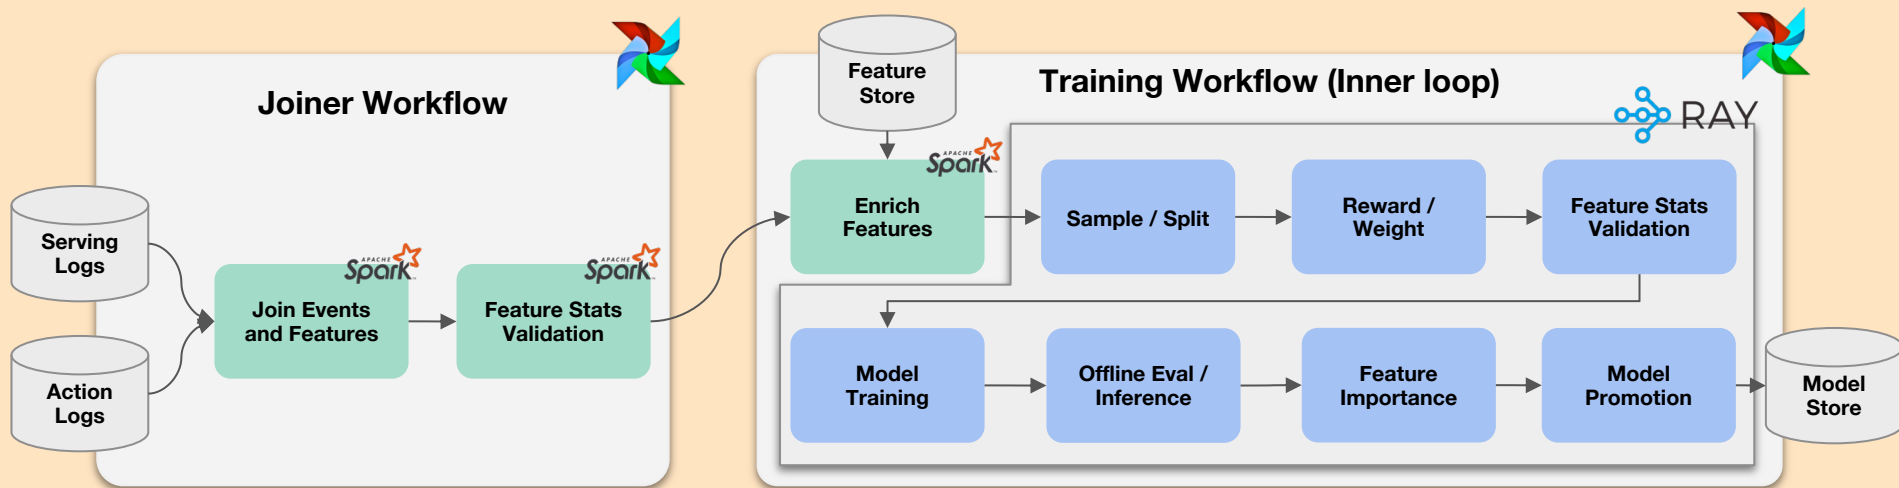 Joiner Workflow
Serving
Logs
Action
Logs
APACHE
Spark
Join Events
and Features
APACHE
Spark
Feature Stats
Validation
Feature
Store
Training Workflow (Inner loop)
RAY
APACHE
Spark
Enrich
Features
Sample / Split
Reward /
Weight
Feature Stats
Validation
Model
Training
Offline Eval /
Inference
Feature
Importance
Model
Promotion
Model
Store